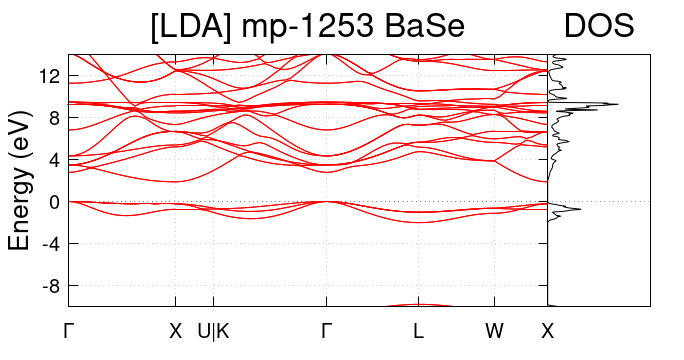 [LDA] mp-1253 BaSe DOS
Energy (eV)
12
8
4
0
-4
-8
Γ X U|K Γ L W X